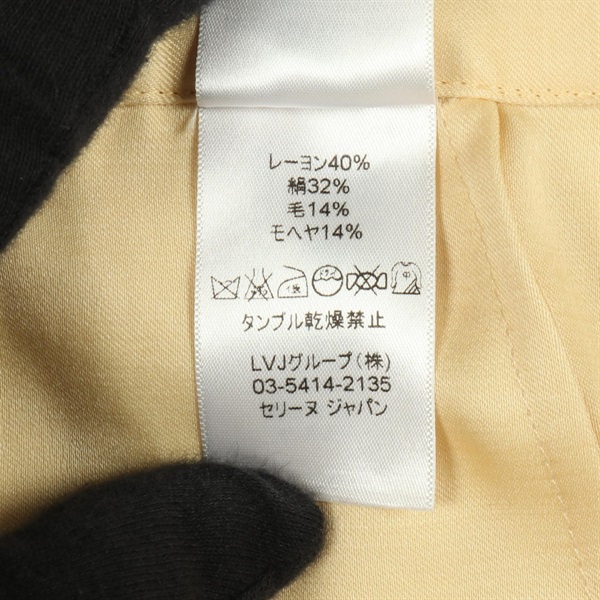 レーヨン40%
絹32%
毛14%
モヘヤ14%
中
タンブル乾燥禁止
LVJグループ(株)
03-5414-2135
セリーヌ ジャパン